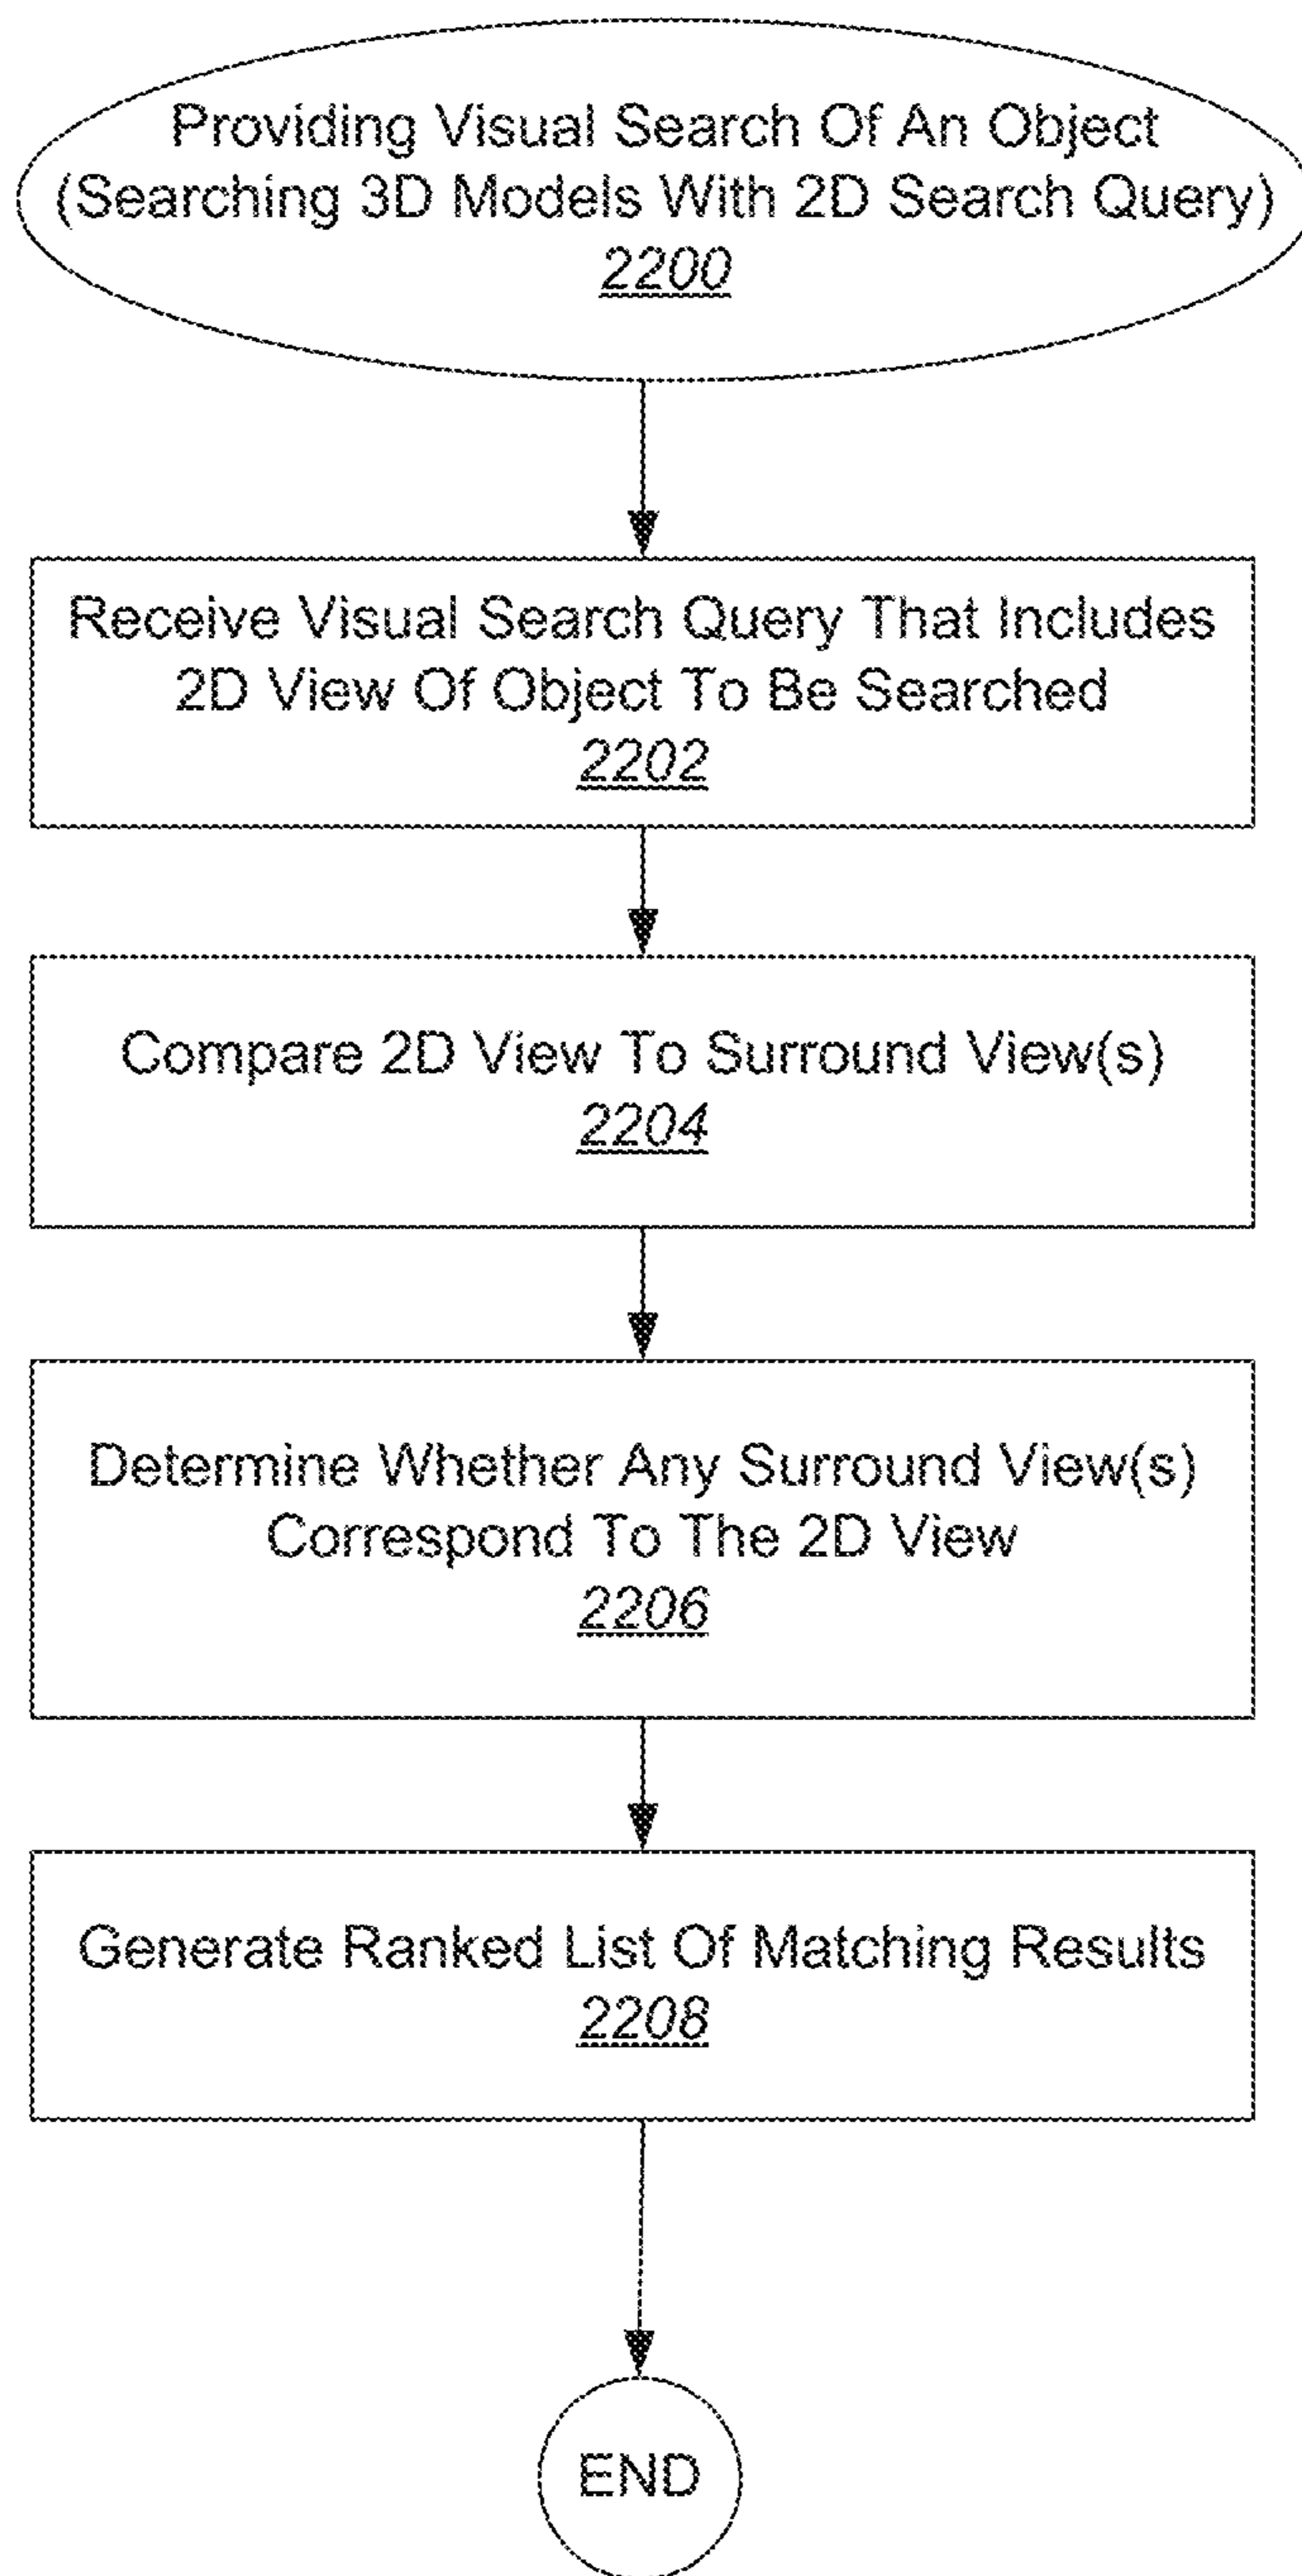 Providing Visual Search Of An Object
(Searching 3D Models With 2D Search Query)
2200
Receive Visual Search Query That Includes
2D View Of Object To Be Searched
2202
Compare 2D View To Surround View(s)
2204
Determine Whether Any Surround View(s)
Correspond To The 2D View
2206
Generate Ranked List Of Matching Results
2208
END